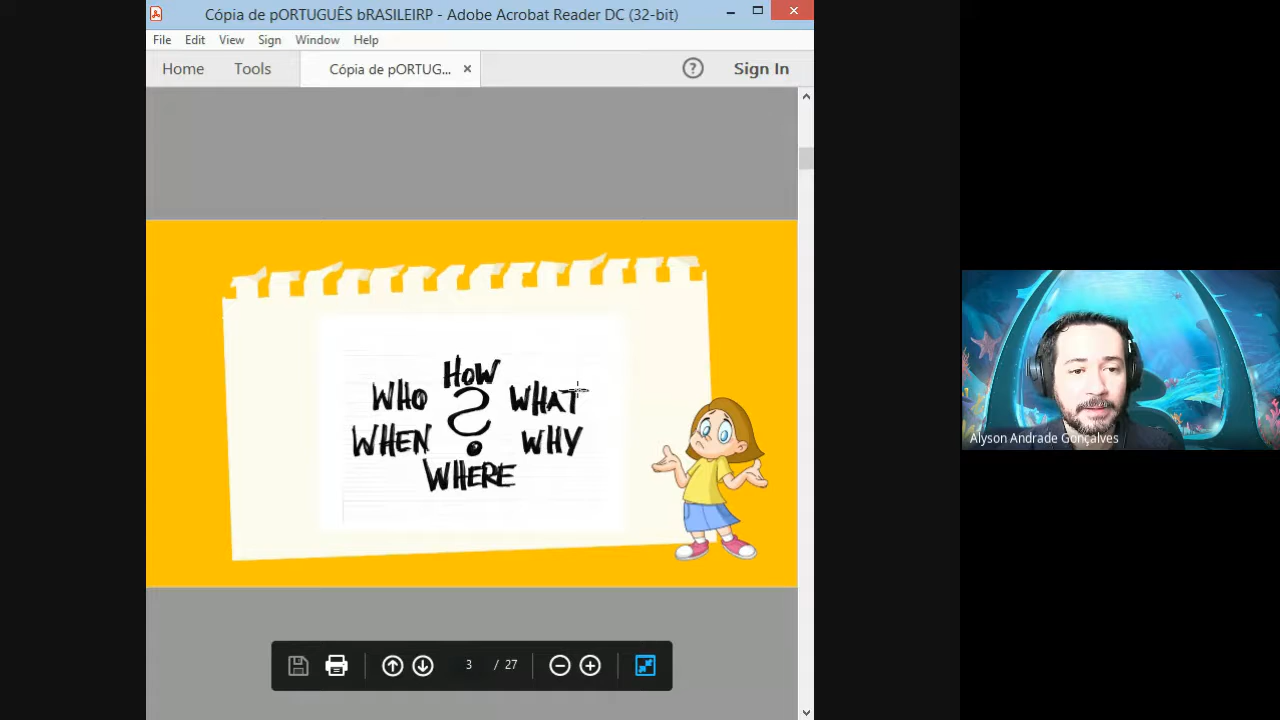 Cópia de pORTUGUÊS bRASILEIRP - Adobe Acrobat Reader DC (32-bit)
File Edit View Sign Window Help
Home Tools Cópia de pORTUG... × ? Sign In
HOW
WHO ? WHAT
WHEN WHY
WHERE
Alyson Andrade Gonçalves
3 / 27